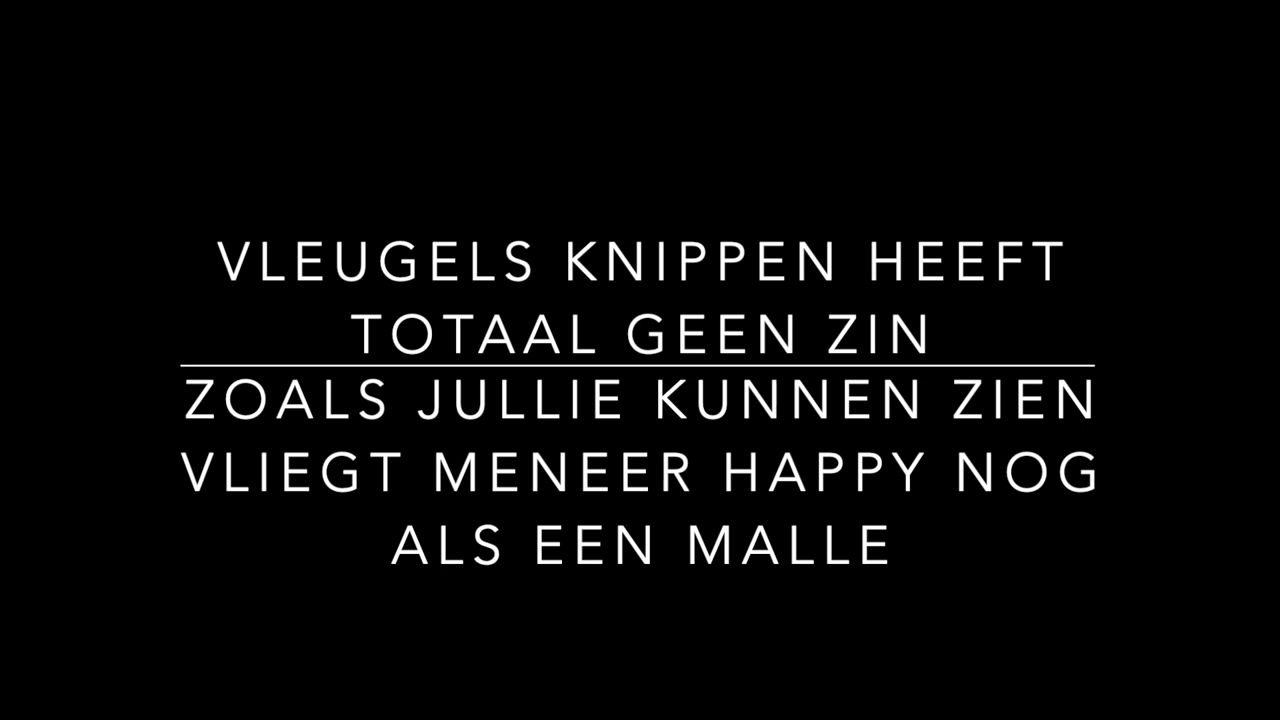 VLEUGELS KNIPPEN HEEFT
TOTAAL GEEN ZIN
ZOALS JULLIE KUNNEN ZIEN
VLIEGT MENEER HAPPY NOG
ALS EEN MALLE